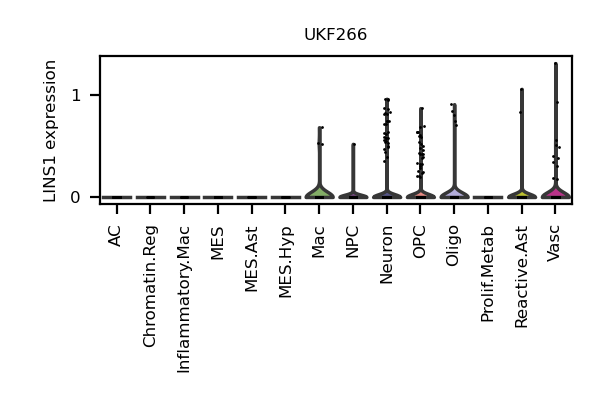 UKF266
LINS1 expression
1
0
AC
Chromatin.Reg
Inflammatory.Mac
MES
MES.Ast
MES.Hyp
Mac
NPC
Neuron
OPC
Oligo
Prolif.Metab
Reactive.Ast
Vasc